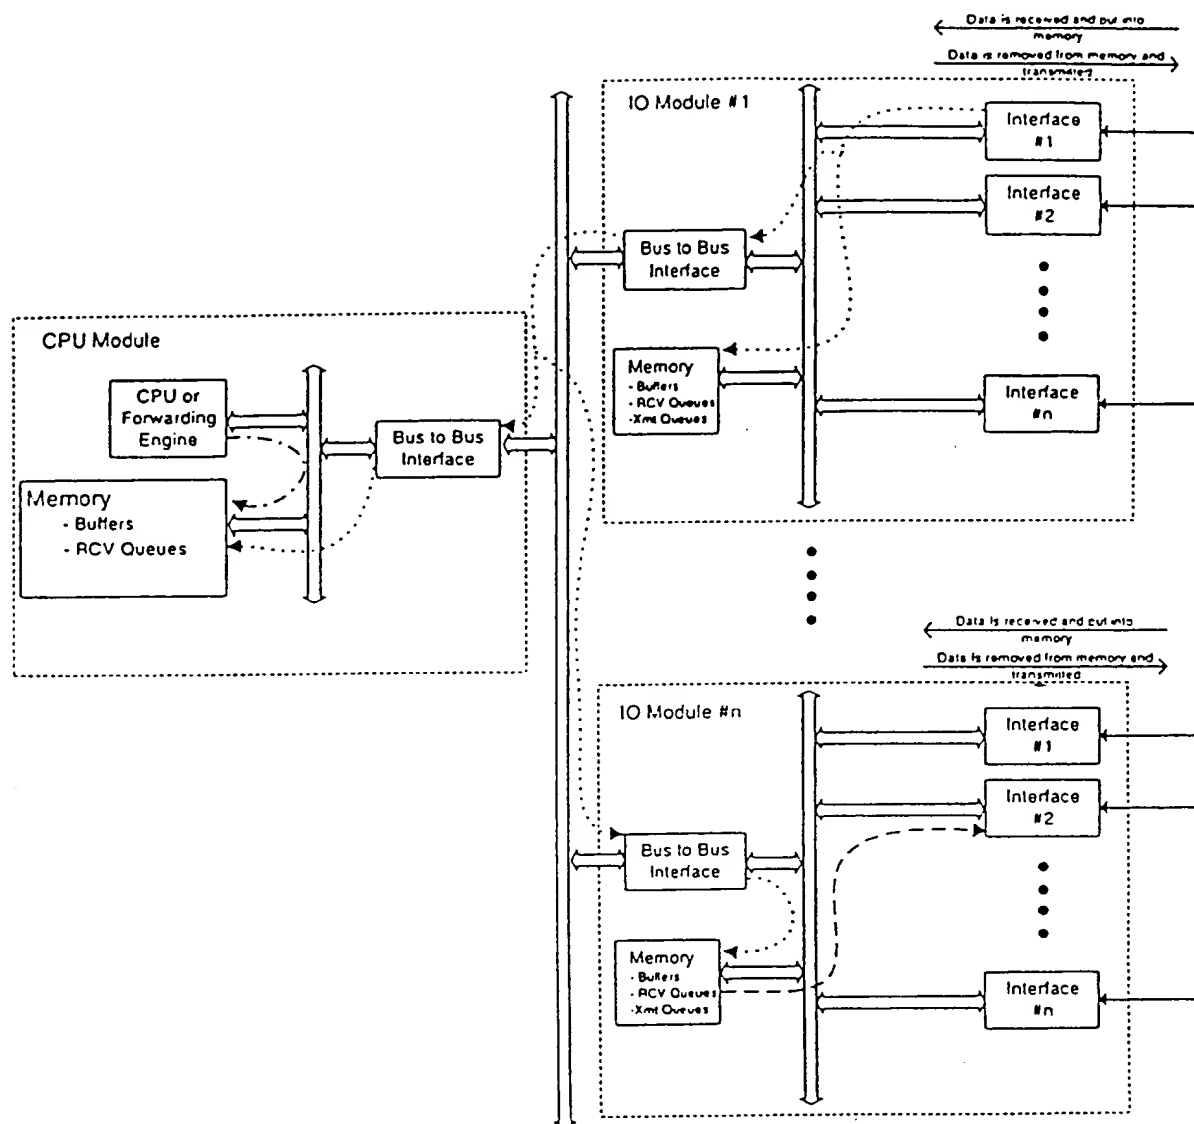 Data is received and put into
memory
Data is removed from memory and
transmitted
IO Module #1
Interface
#1
Interface
#2
Bus to Bus
Interface
Memory
- Buffers
- RCV Queues
-Xmt Queues
Interface
#n
CPU Module
CPU or
Forwarding
Engine
Bus to Bus
Interface
Memory
- Buffers
- RCV Queues
Data is received and put into
memory
Data is removed from memory and
transmitted
IO Module #n
Interface
#1
Interface
#2
Bus to Bus
Interface
Memory
- Buffers
- RCV Queues
-Xmt Queues
Interface
#n